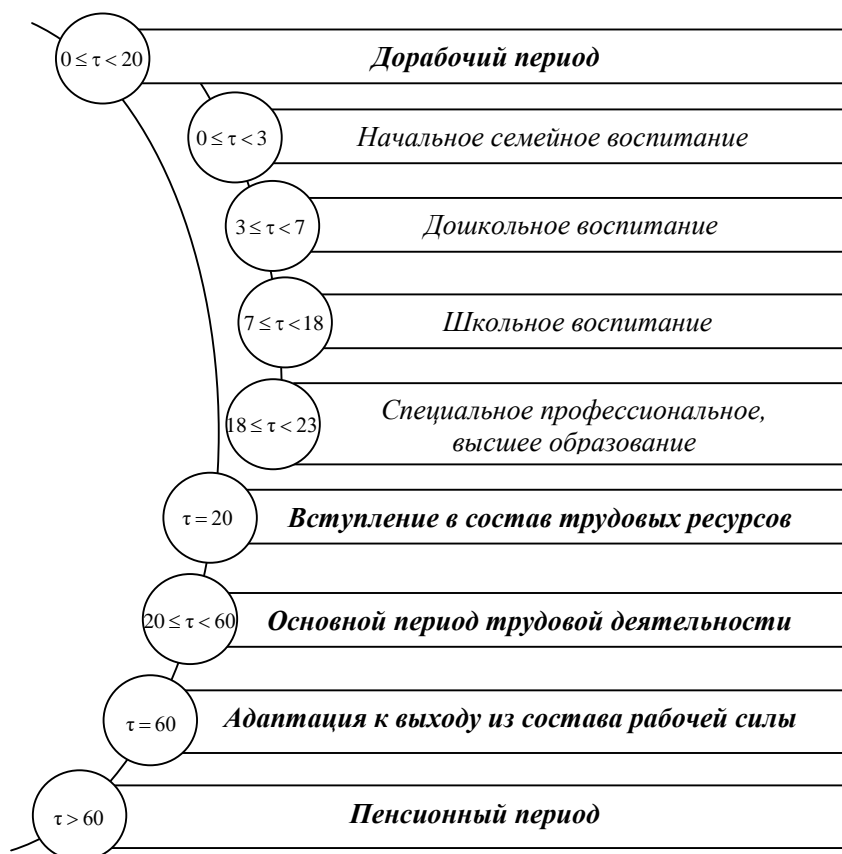 0 ≤ τ < 20 Дорабочий период
0 ≤ τ < 3 Начальное семейное воспитание
3 ≤ τ < 7 Дошкольное воспитание
7 ≤ τ < 18 Школьное воспитание
18 ≤ τ < 23 Специальное профессиональное,
высшее образование
τ = 20 Вступление в состав трудовых ресурсов
20 ≤ τ < 60 Основной период трудовой деятельности
τ = 60 Адаптация к выходу из состава рабочей силы
τ > 60 Пенсионный период